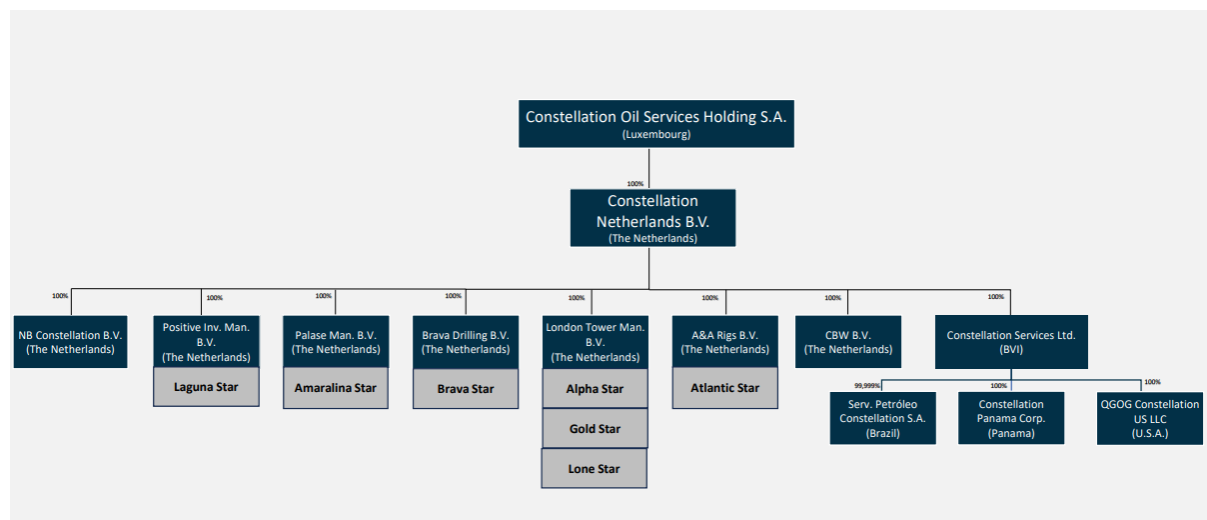 Constellation Oil Services Holding S.A.
(Luxembourg)
100%
Constellation
Netherlands B.V.
(The Netherlands)
100%
100%
100%
100%
100%
100%
100%
100%
NB Constellation B.V.
(The Netherlands)
Positive Inv. Man.
B.V.
(The Netherlands)
Laguna Star
Palase Man. B.V.
(The Netherlands)
Amaralina Star
Brava Drilling B.V.
(The Netherlands)
Brava Star
London Tower Man.
B.V.
(The Netherlands)
Alpha Star
Gold Star
Lone Star
A&A Rigs B.V.
(The Netherlands)
Atlantic Star
CBW B.V.
(The Netherlands)
Constellation Services Ltd.
(BVI)
99,999%
100%
100%
Serv. Petróleo
Constellation S.A.
(Brazil)
Constellation
Panama Corp.
(Panama)
QGOG Constellation
US LLC
(U.S.A.)